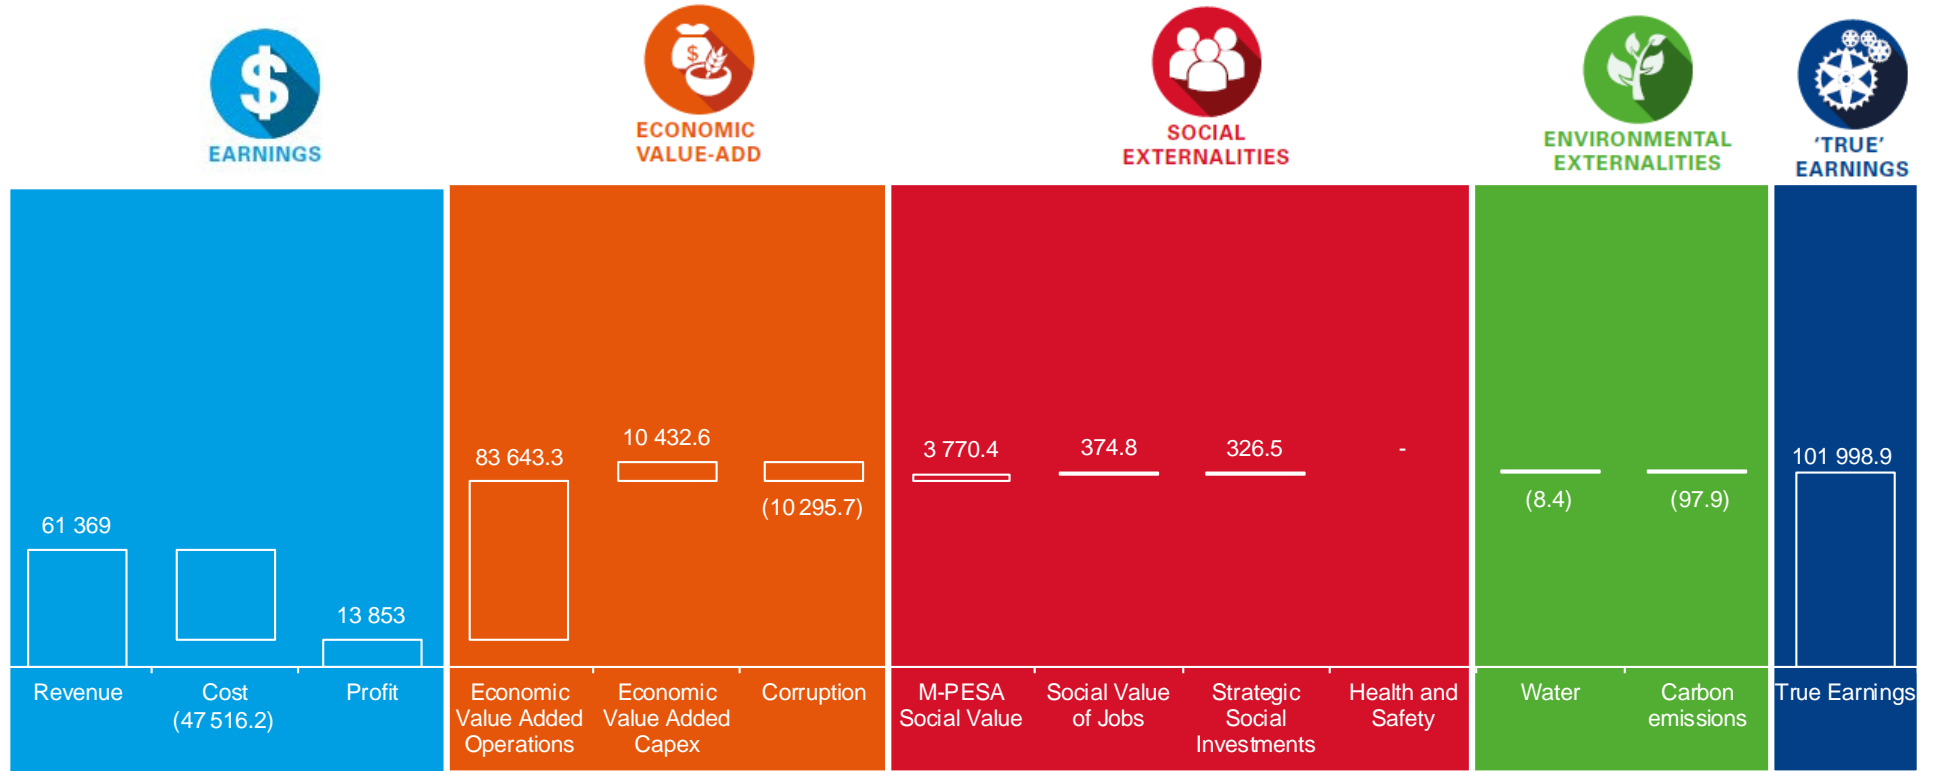 EARNINGS
ECONOMIC
VALUE-ADD
SOCIAL
EXTERNALITIES
ENVIRONMENTAL
EXTERNALITIES
‘TRUE’
EARNINGS
$
$
61 369
13 853
83 643.3
10 432.6
(10 295.7)
3 770.4
374.8
326.5
-
(8.4)
(97.9)
101 998.9
Revenue
Cost
(47 516.2)
Profit
Economic
Value Added
Operations
Economic
Value Added
Capex
Corruption
M-PESA
Social Value
Social Value
of Jobs
Strategic
Social
Investments
Health and
Safety
Water
Carbon
emissions
True Earnings